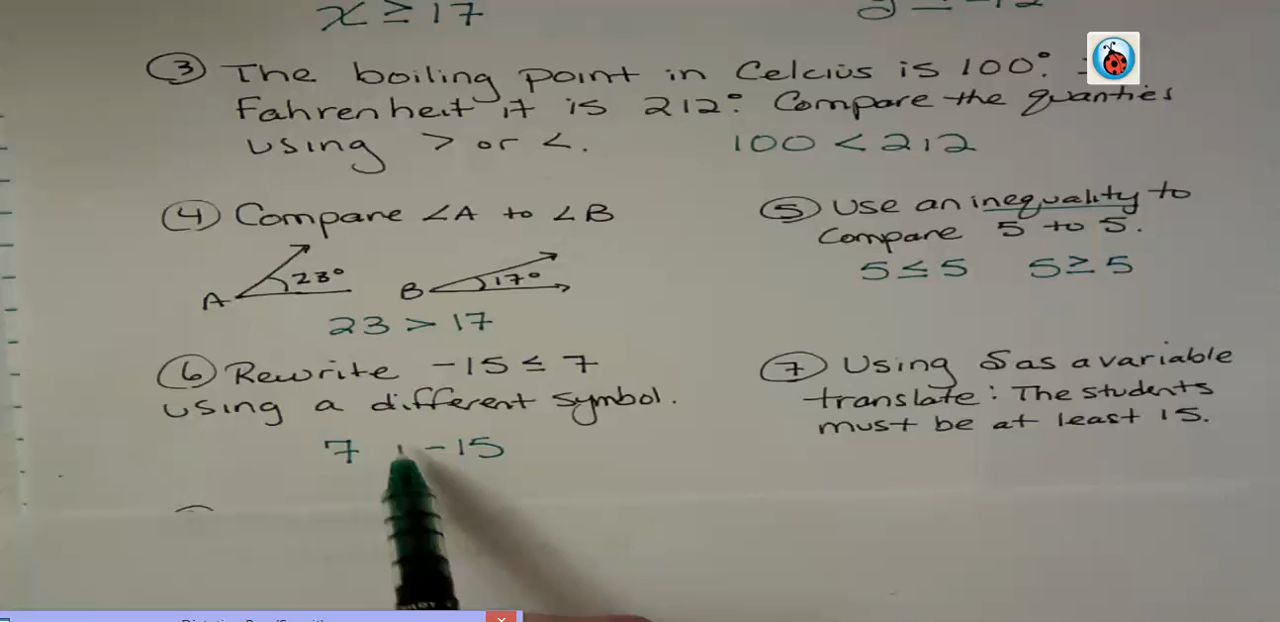 x ≥ 17
③ The boiling point in Celcius is 100°.
Fahrenheit it is 212°. Compare the quanties
using > or <.
100 < 212
④ Compare ∠A to ∠B
A 23° B 17°
23 > 17
⑤ Use an inequality to
compare 5 to 5.
5 ≤ 5 5 ≥ 5
⑥ Rewrite -15 ≤ 7
using a different symbol.
7 -15
⑦ Using S as a variable
translate: The students
must be at least 15.